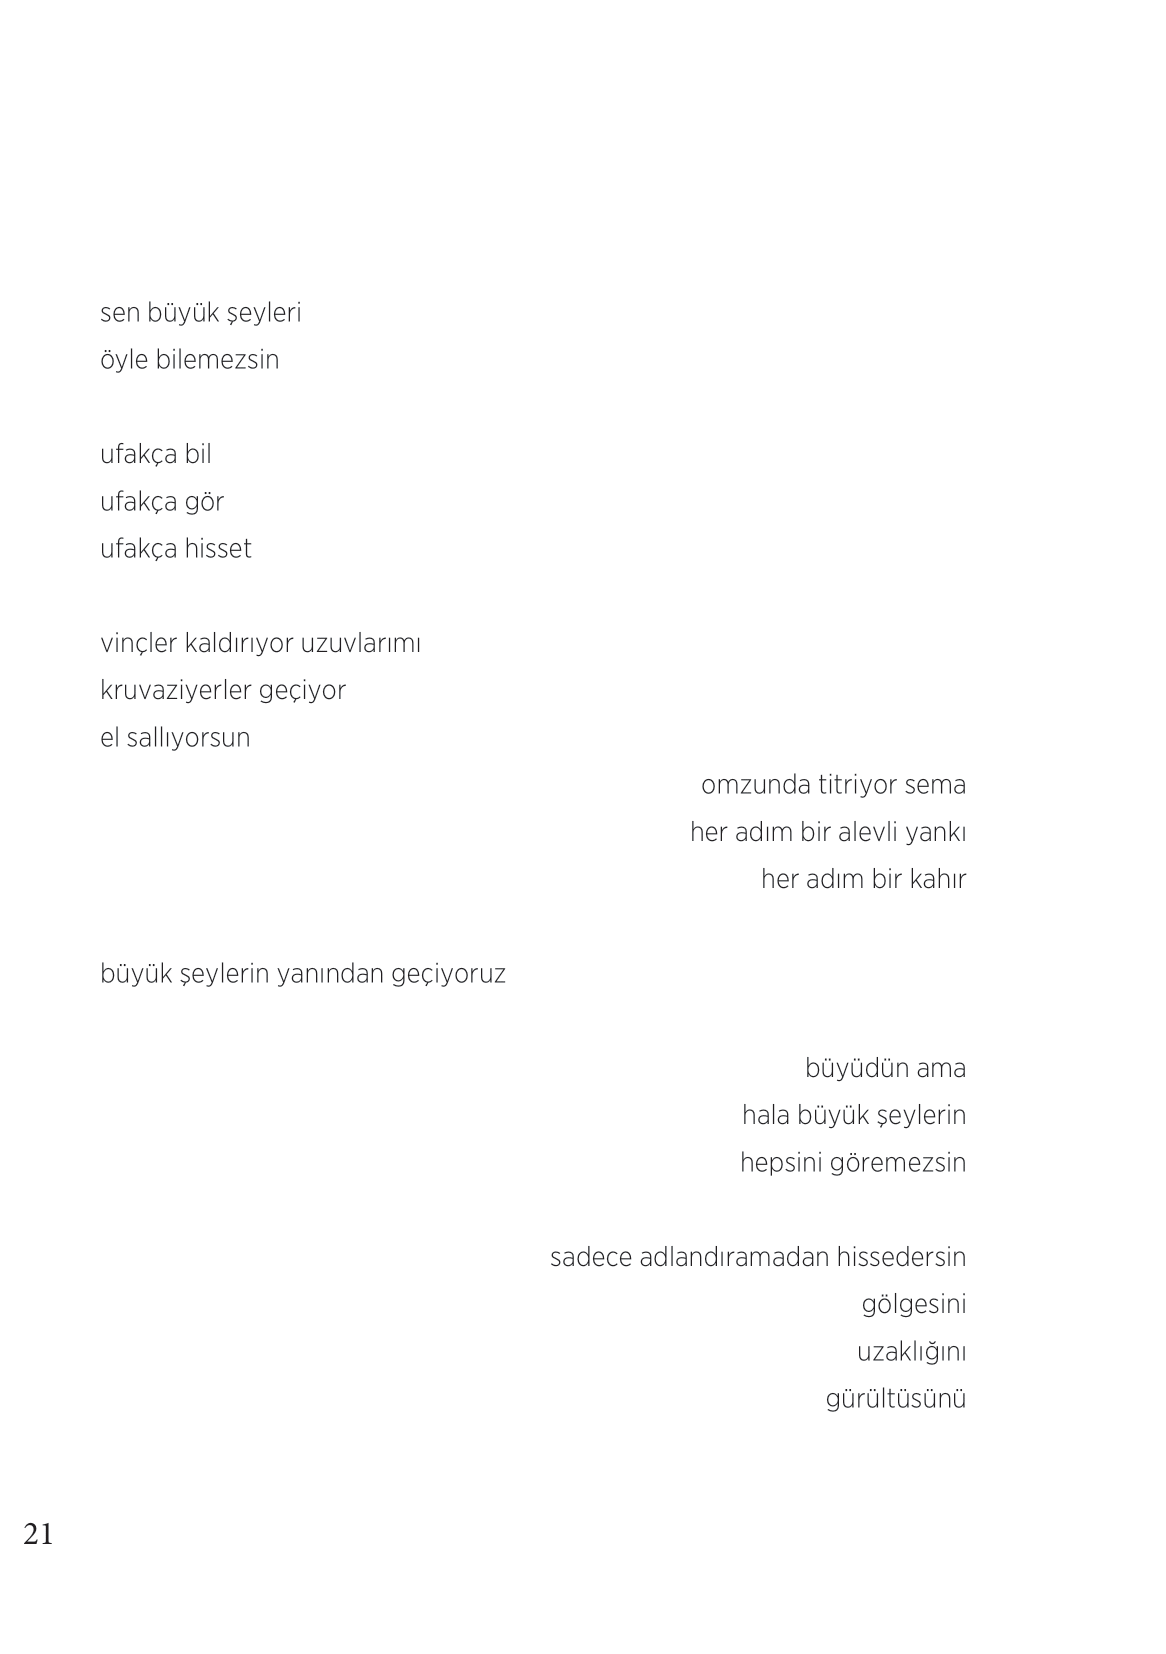 sen büyük şeyleri
öyle bilemezsin
ufakça bil
ufakça gör
ufakça hisset
vinçler kaldırıyor uzuvlarımı
kruvaziyerler geçiyor
el sallıyorsun
omzunda titriyor sema
her adım bir alevli yankı
her adım bir kahır
büyük şeylerin yanından geçiyoruz
büyüdün ama
hala büyük şeylerin
hepsini göremezsin
sadece adlandıramadan hissedersin
gölgesini
uzaklığını
gürültüsünü
21